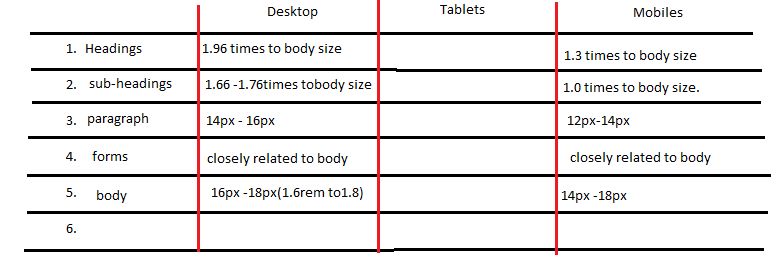 Desktop Tablets Mobiles
1. Headings 1.96 times to body size 1.3 times to body size
2. sub-headings 1.66 -1.76times tobody size 1.0 times to body size.
3. paragraph 14px - 16px 12px-14px
4. forms closely related to body closely related to body
5. body 16px -18px(1.6rem to1.8) 14px -18px
6.